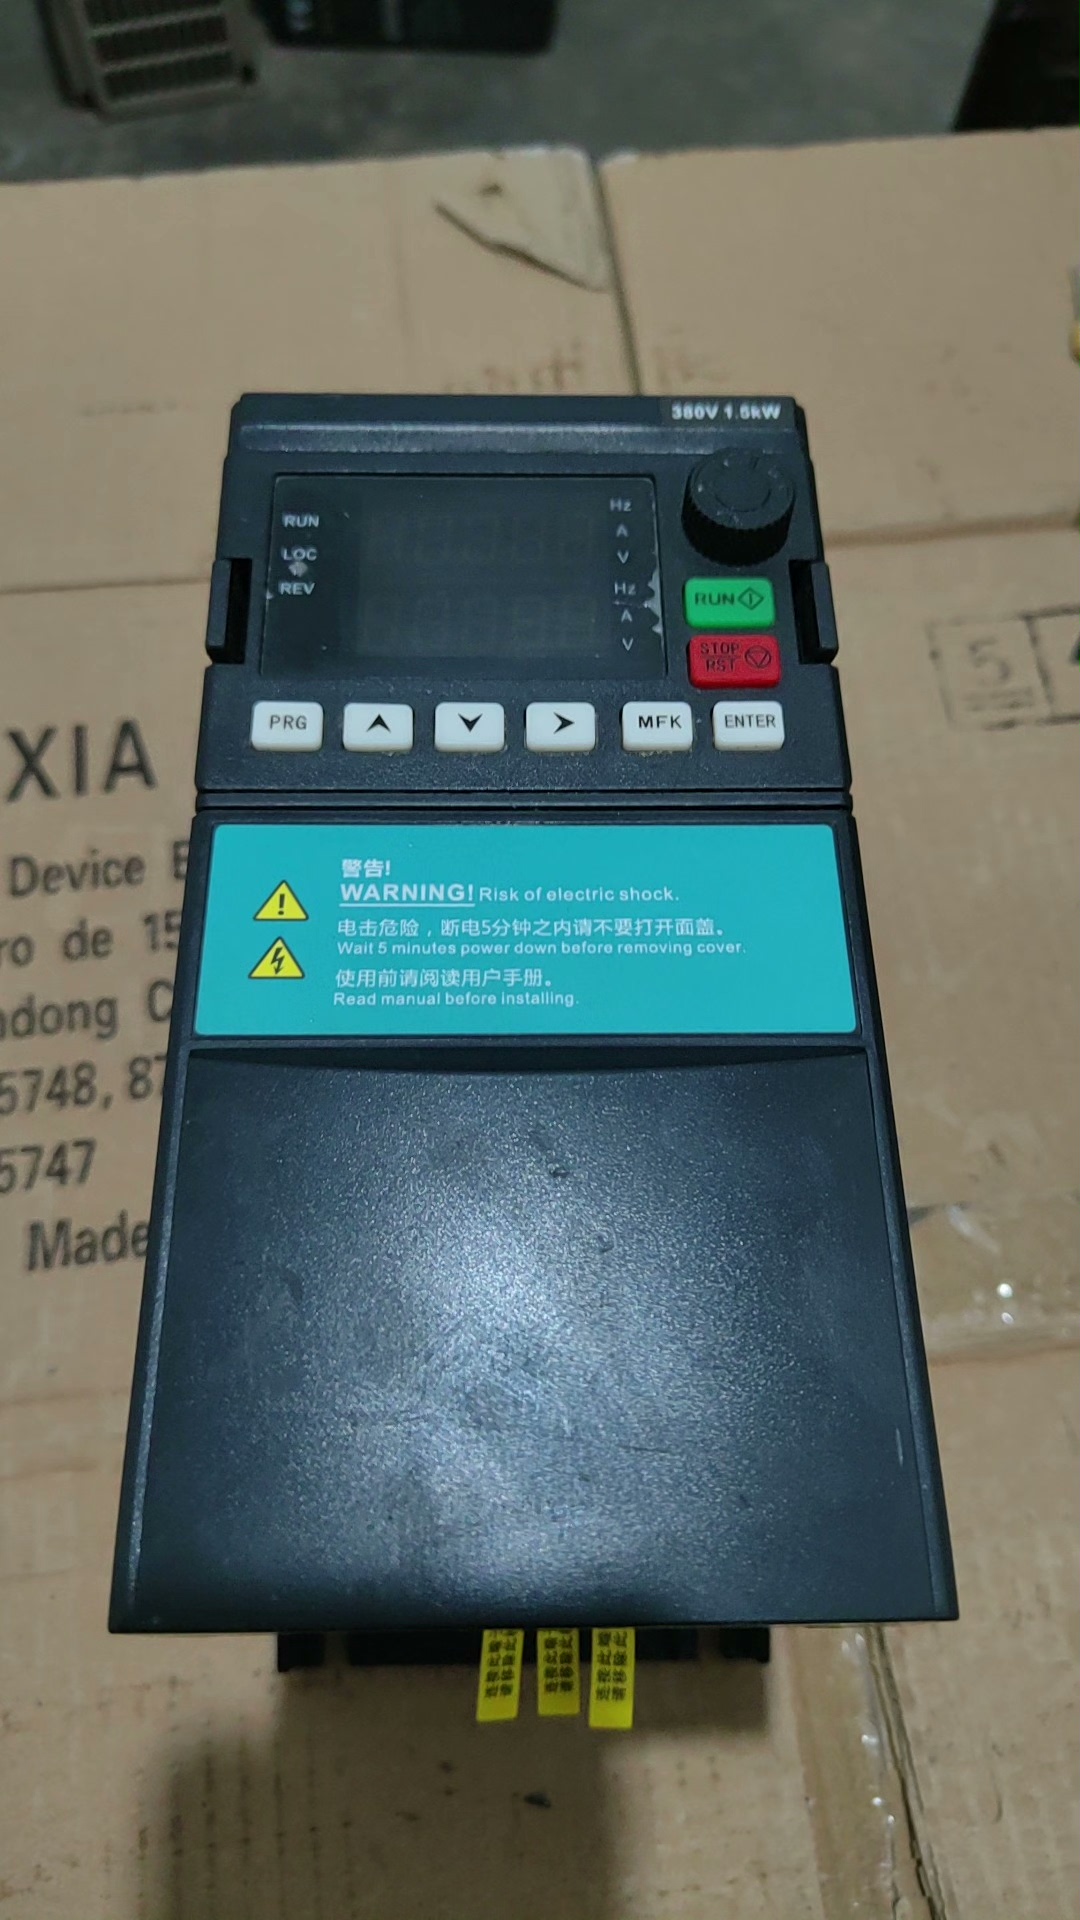 380V 1.5kW
RUN
LOC
REV
Hz
A
V
Hz
A
V
RUN
STOP
RST
PRG
MFK
ENTER
警告!
WARNING! Risk of electric shock.
电击危险，断电5分钟之内请不要打开面盖。
Wait 5 minutes power down before removing cover.
使用前请阅读用户手册。
Read manual before installing.
XIA
Device
ro de 15
adong C
5748, 87
5747
Made
5